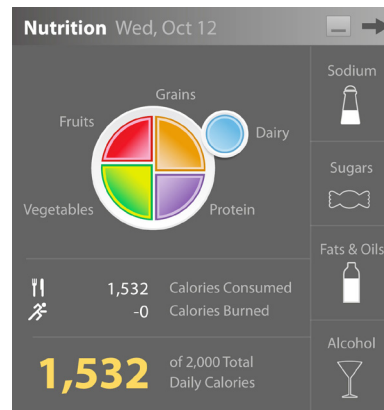 Nutrition Wed, Oct 12
Grains
Fruits
Dairy
Vegetables
Protein
1,532 Calories Consumed
-0 Calories Burned
1,532 of 2,000 Total
Daily Calories
Sodium
Sugars
Fats & Oils
Alcohol